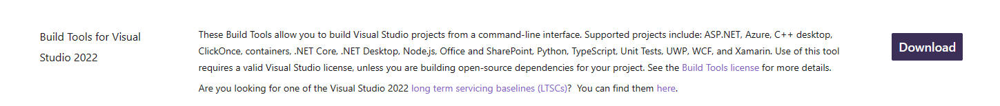 Build Tools for Visual
Studio 2022
These Build Tools allow you to build Visual Studio projects from a command-line interface. Supported projects include: ASP.NET, Azure, C++ desktop,
ClickOnce, containers, .NET Core, .NET Desktop, Node.js, Office and SharePoint, Python, TypeScript, Unit Tests, UWP, WCF, and Xamarin. Use of this tool
requires a valid Visual Studio license, unless you are building open-source dependencies for your project. See the Build Tools license for more details.
Are you looking for one of the Visual Studio 2022 long term servicing baselines (LTSCs)?  You can find them here.
Download